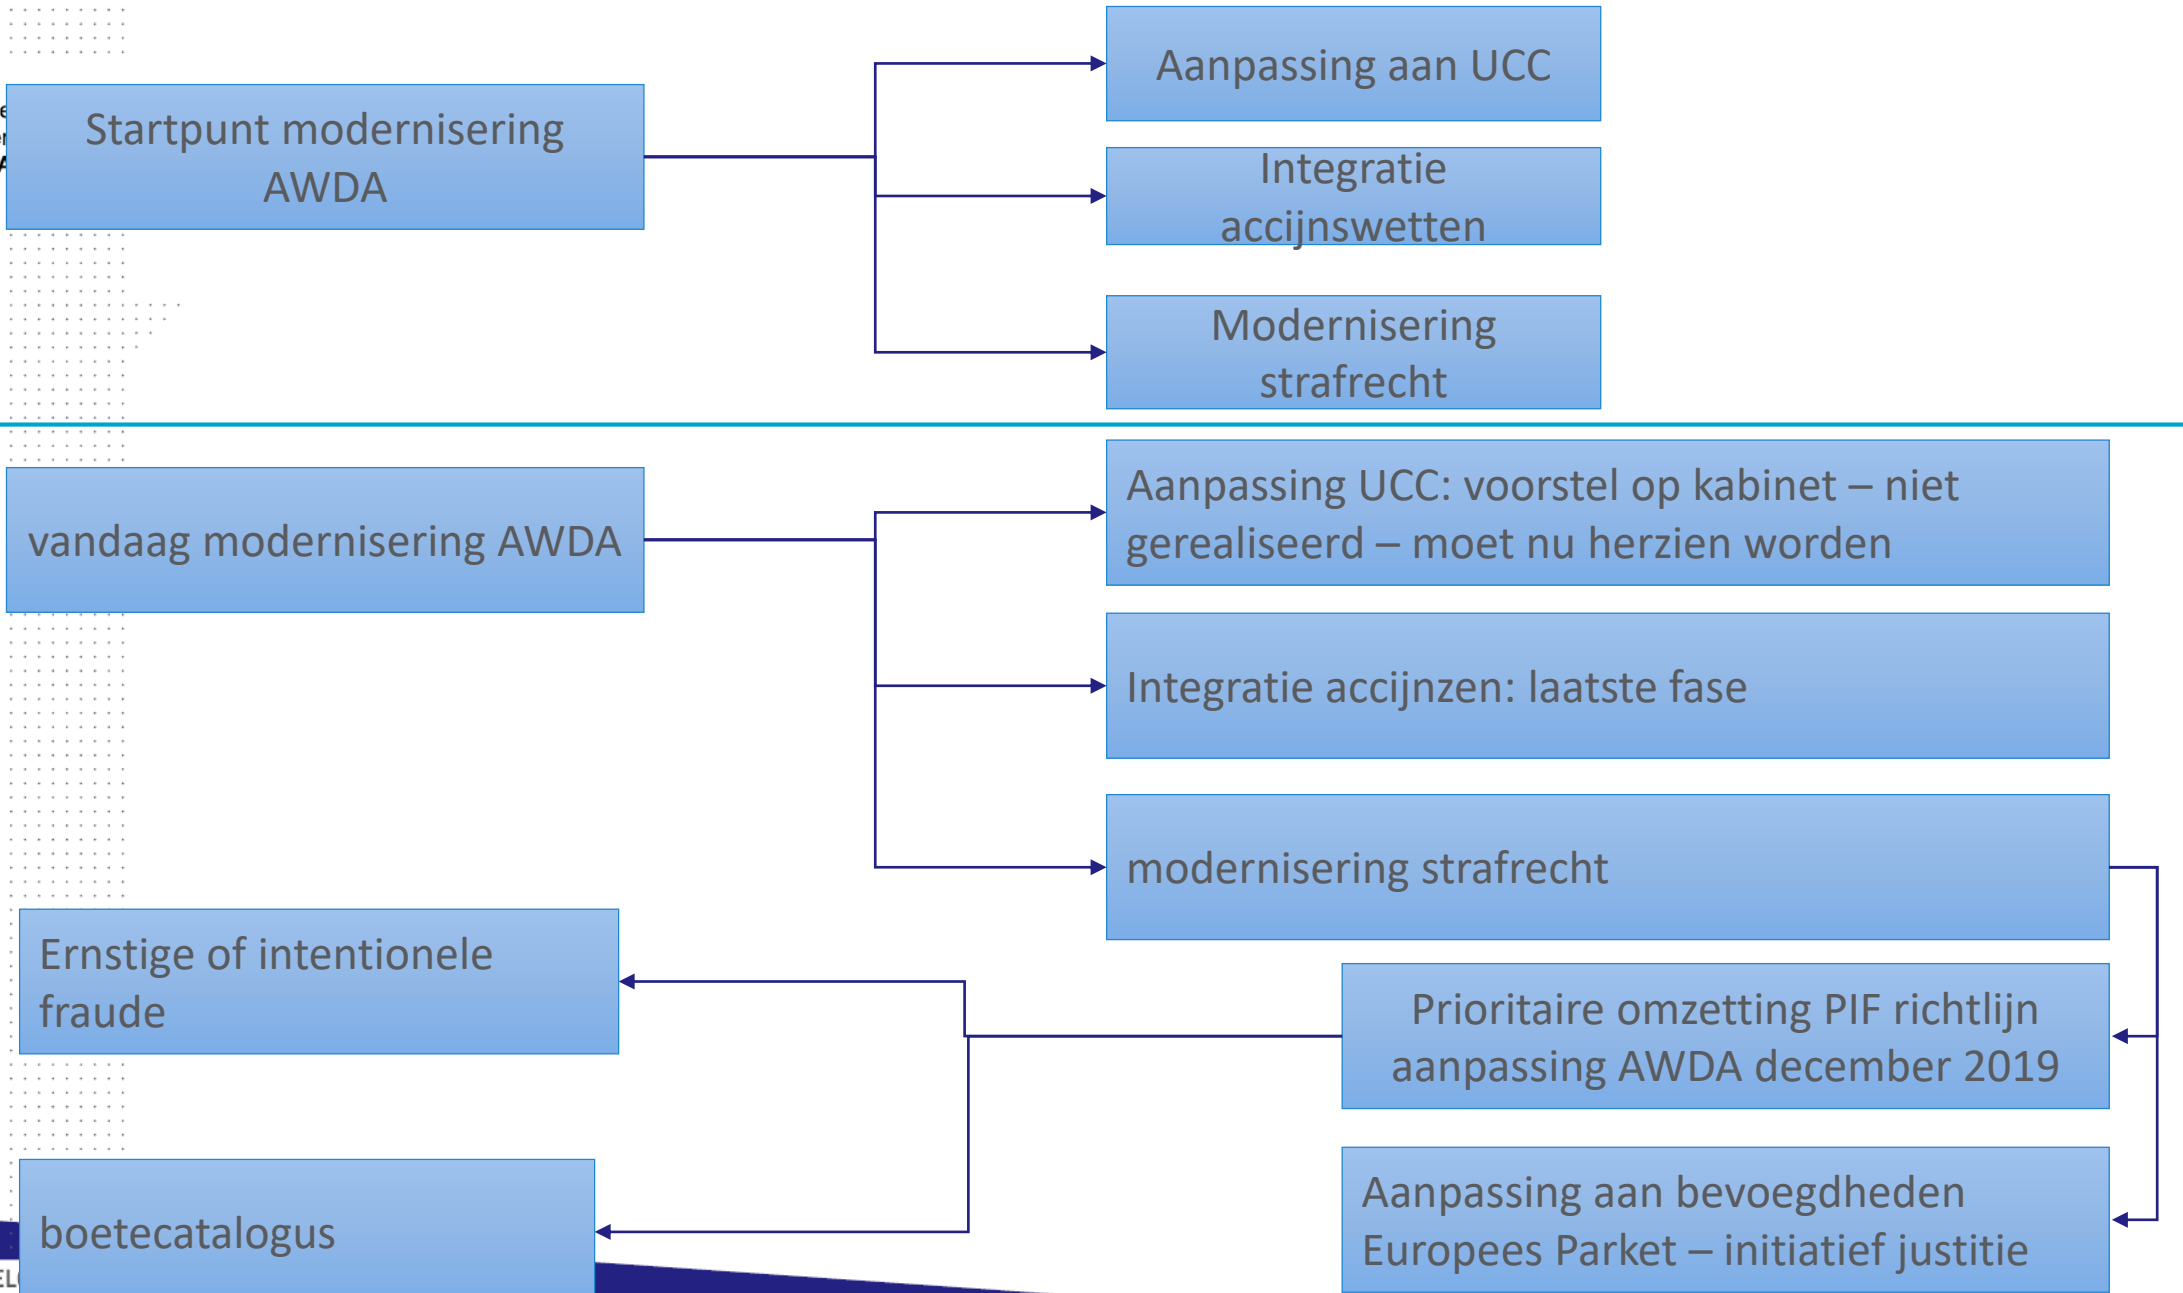 Startpunt modernisering
AWDA
Aanpassing aan UCC
Integratie
accijnswetten
Modernisering
strafrecht
vandaag modernisering AWDA
Aanpassing UCC: voorstel op kabinet – niet
gerealiseerd – moet nu herzien worden
Integratie accijnzen: laatste fase
modernisering strafrecht
Ernstige of intentionele
fraude
Prioritaire omzetting PIF richtlijn
aanpassing AWDA december 2019
boetecatalogus
Aanpassing aan bevoegdheden
Europees Parket – initiatief justitie